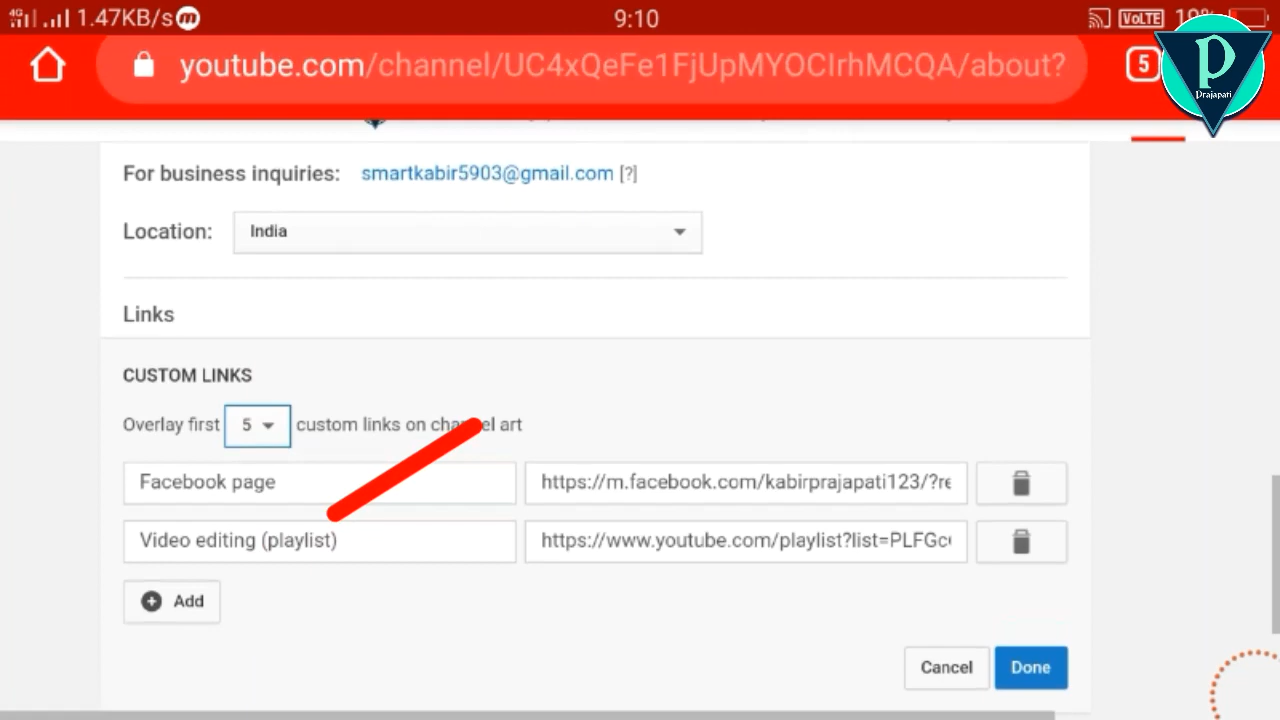 4G 1.47KB/s m 9:10 VoLTE
youtube.com/channel/UC4xQeFe1FjUpMYOCIrhMCQA/about? 5
P
Prajapati
For business inquiries: smartkabir5903@gmail.com [?]
Location: India
Links
CUSTOM LINKS
Overlay first 5 custom links on channel art
Facebook page https://m.facebook.com/kabirprajapati123/?re
Video editing (playlist) https://www.youtube.com/playlist?list=PLFGc
Add
Cancel Done